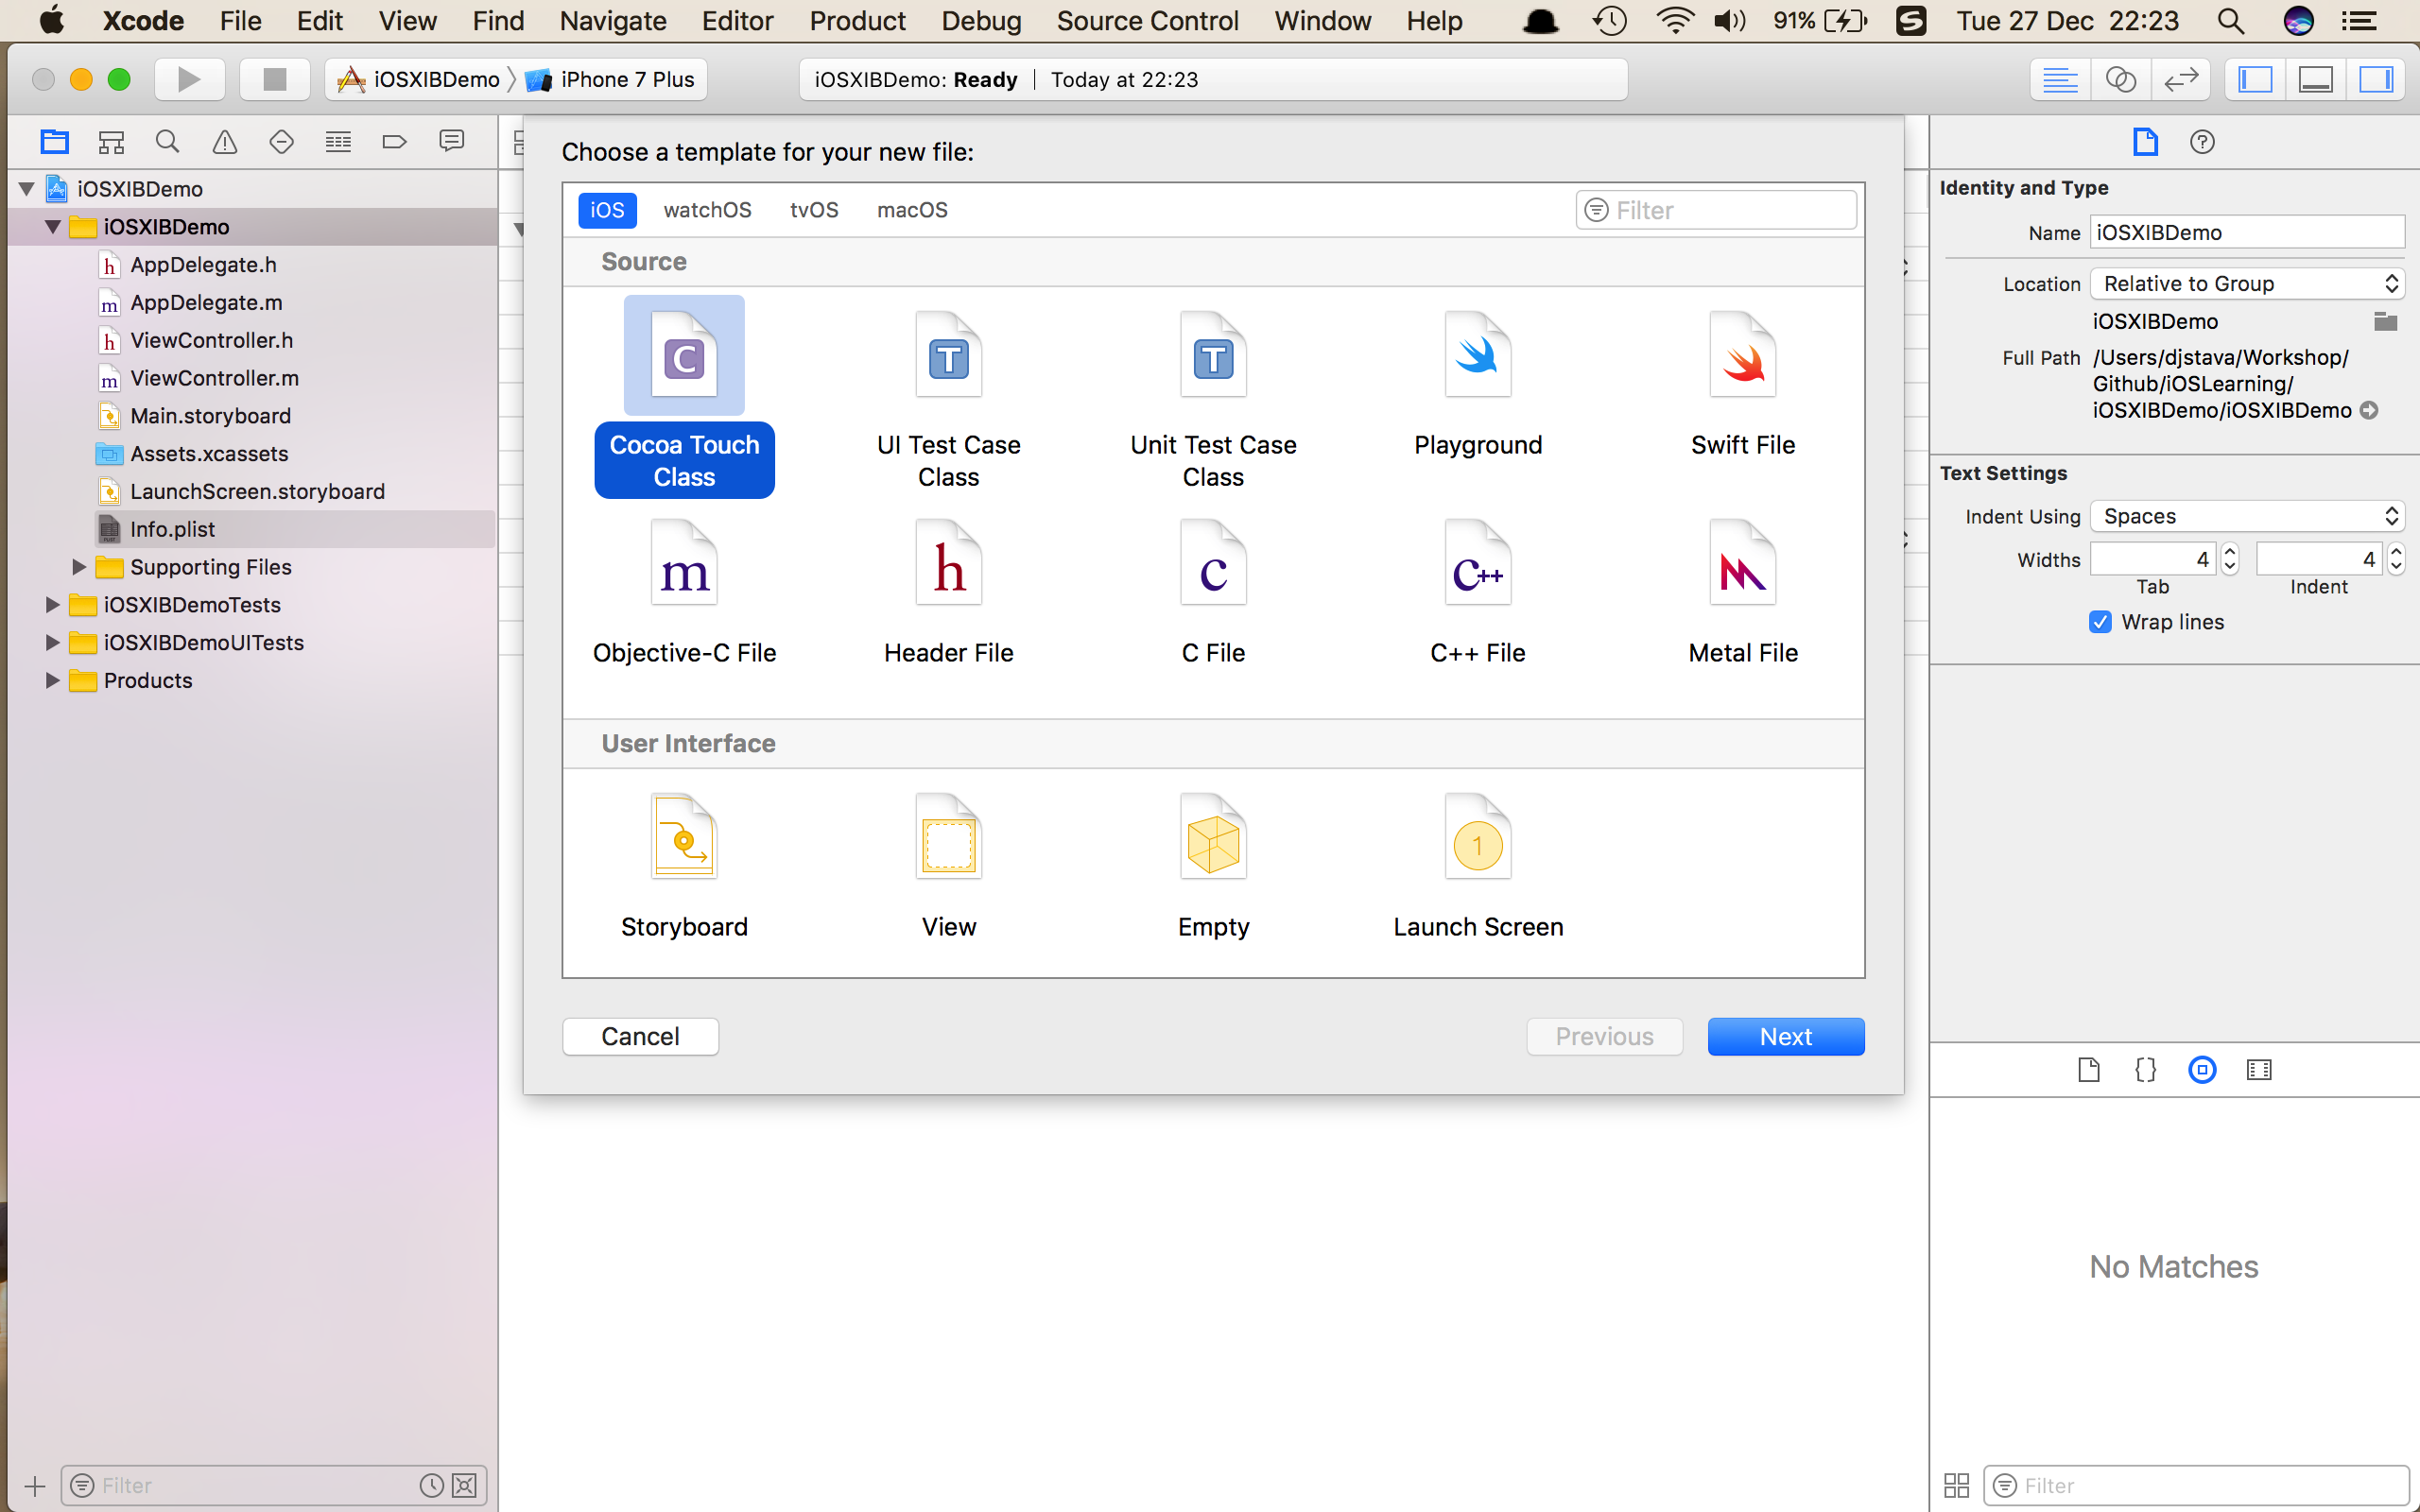 Xcode File Edit View Find Navigate Editor Product Debug Source Control Window Help 91% Tue 27 Dec 22:23
iOSXIBDemo iPhone 7 Plus
iOSXIBDemo: Ready Today at 22:23
iOSXIBDemo
iOSXIBDemo
h AppDelegate.h
m AppDelegate.m
h ViewController.h
m ViewController.m
Main.storyboard
Assets.xcassets
LaunchScreen.storyboard
Info.plist
Supporting Files
iOSXIBDemoTests
iOSXIBDemoUITests
Products
Filter
Choose a template for your new file:
iOS watchOS tvOS macOS Filter
Source
C T T
Cocoa Touch Class
UI Test Case Class
Unit Test Case Class
Playground
Swift File
m h c C++
Objective-C File
Header File
C File
C++ File
Metal File
User Interface
1
Storyboard
View
Empty
Launch Screen
Cancel Previous Next
Identity and Type
Name iOSXIBDemo
Location Relative to Group
iOSXIBDemo
Full Path /Users/djstava/Workshop/
Github/iOSLearning/
iOSXIBDemo/iOSXIBDemo
Text Settings
Indent Using Spaces
Widths 4 4
Tab Indent
Wrap lines
{}
No Matches
Filter